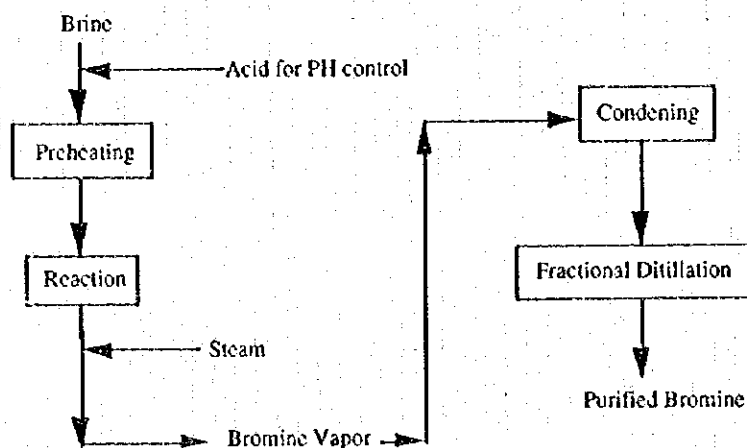 Brine
Acid for PH control
Preheating
Reaction
Steam
Bromine Vapor
Condening
Fractional Ditillation
Purified Bromine